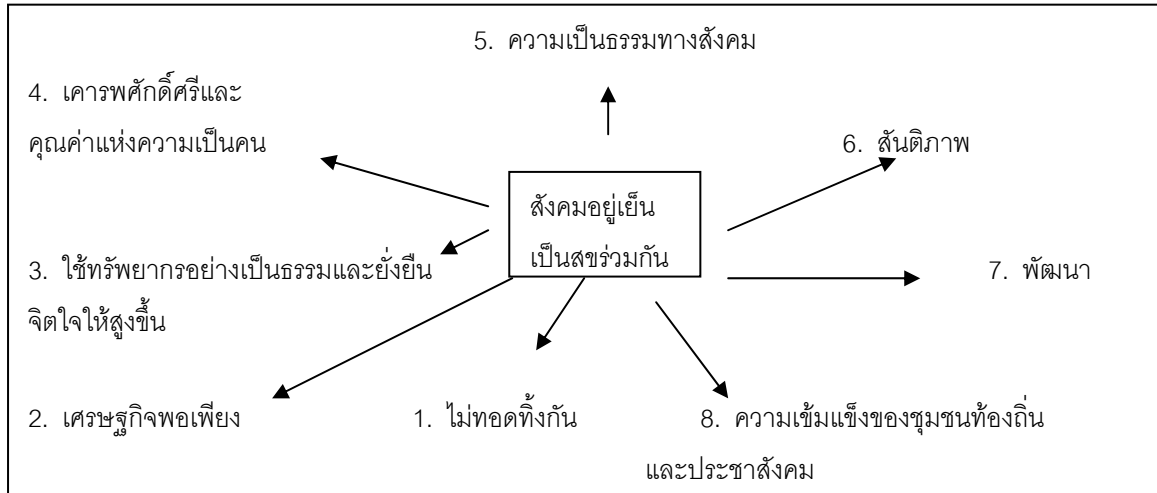 5. ความเป็นธรรมทางสังคม
4. เคารพศักดิ์ศรีและ
คุณค่าแห่งความเป็นคน
6. สันติภาพ
สังคมอยู่เย็น
เป็นสขร่วมกัน
3. ใช้ทรัพยากรอย่างเป็นธรรมและยั่งยืน
7. พัฒนา
จิตใจให้สูงขึ้น
2. เศรษฐกิจพอเพียง
1. ไม่ทอดทิ้งกัน
8. ความเข้มแข็งของชุมชนท้องถิ่น
และประชาสังคม